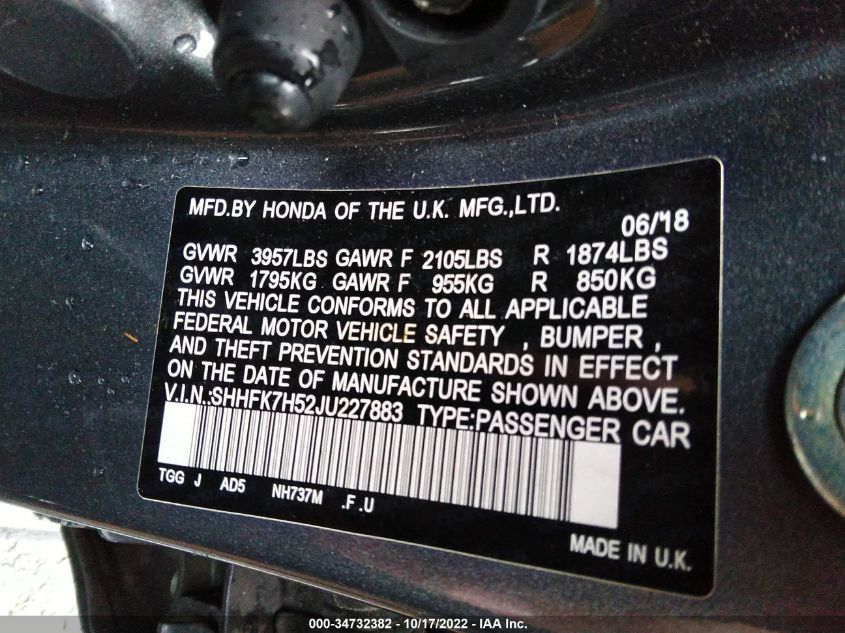 MFD.BY HONDA OF THE U.K. MFG.,LTD.
06/18
GVWR 3957LBS GAWR F 2105LBS R 1874LBS
GVWR 1795KG GAWR F 955KG R 850KG
THIS VEHICLE CONFORMS TO ALL APPLICABLE
FEDERAL MOTOR VEHICLE SAFETY , BUMPER ,
AND THEFT PREVENTION STANDARDS IN EFFECT
ON THE DATE OF MANUFACTURE SHOWN ABOVE.
V.I.N.:SHHFK7H52JU227883 TYPE:PASSENGER CAR
TGG J AD5 NH737M .F .U
MADE IN U.K.
000-34732382 - 10/17/2022 - IAA Inc.